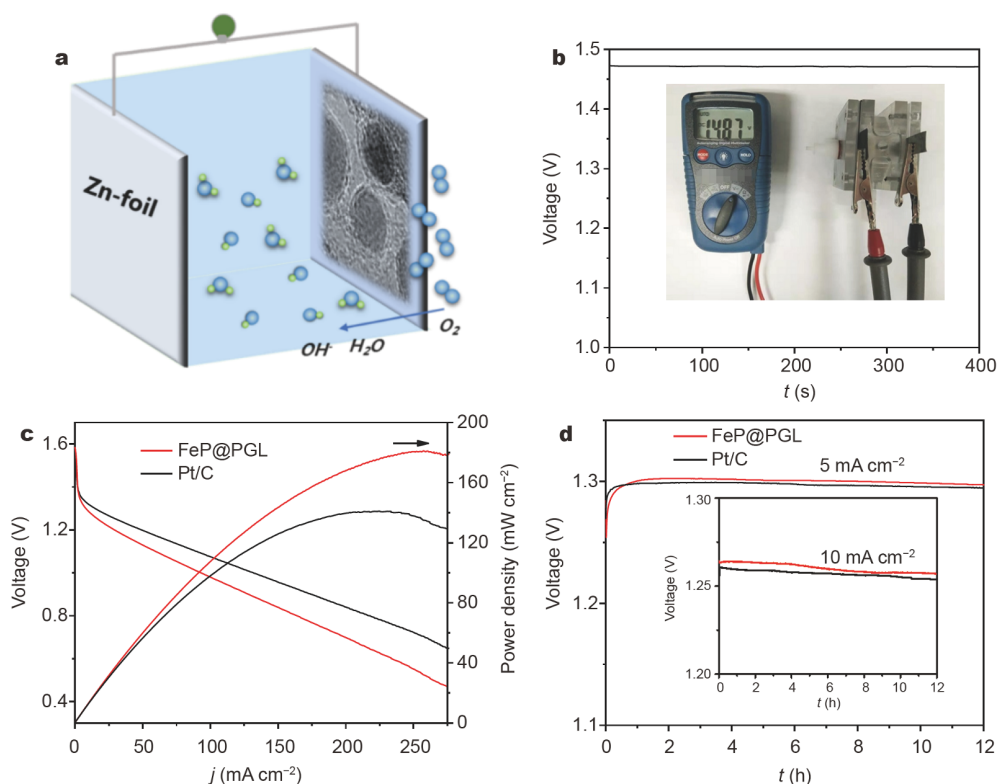 a
Zn-foil
OH⁻ H₂O O₂
b
Voltage (V)
1.5
1.4
1.3
1.2
1.1
1.0
0 100 200 300 400
t (s)
1.487
c
FeP@PGL
Pt/C
Voltage (V)
1.6
1.2
0.8
0.4
0 50 100 150 200 250
j (mA cm⁻²)
Power density (mW cm⁻²)
200
160
120
80
40
0
d
FeP@PGL
Pt/C
5 mA cm⁻²
Voltage (V)
1.3
1.2
1.1
0 2 4 6 8 10 12
t (h)
10 mA cm⁻²
Voltage (V)
1.30
1.25
1.20
0 2 4 6 8 10 12
t (h)